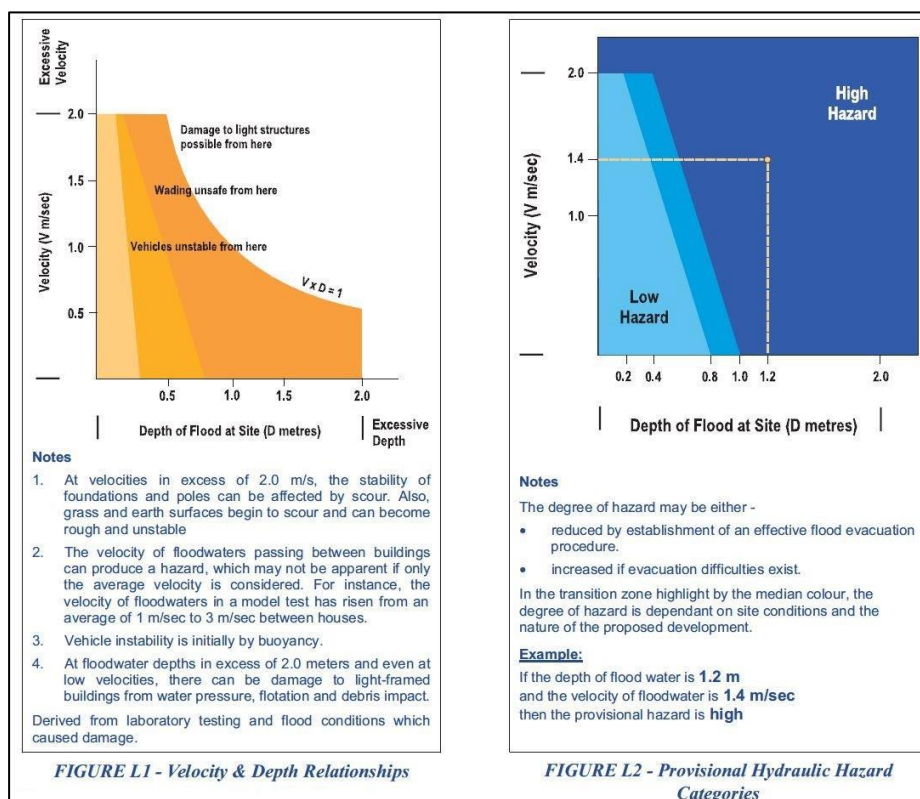 Excessive
Velocity
2.0
1.5
1.0
0.5
Velocity (V m/sec)
Damage to light structures
possible from here
Wading unsafe from here
Vehicles unstable from here
V x D = 1
0.5 1.0 1.5 2.0
Depth of Flood at Site (D metres)
Excessive
Depth
Notes
1. At velocities in excess of 2.0 m/s, the stability of
foundations and poles can be affected by scour. Also,
grass and earth surfaces begin to scour and can become
rough and unstable
2. The velocity of floodwaters passing between buildings
can produce a hazard, which may not be apparent if only
the average velocity is considered. For instance, the
velocity of floodwaters in a model test has risen from an
average of 1 m/sec to 3 m/sec between houses.
3. Vehicle instability is initially by buoyancy.
4. At floodwater depths in excess of 2.0 meters and even at
low velocities, there can be damage to light-framed
buildings from water pressure, flotation and debris impact.
Derived from laboratory testing and flood conditions which
caused damage.
FIGURE L1 - Velocity & Depth Relationships
2.0
1.4
1.0
Velocity (V m/sec)
High
Hazard
Low
Hazard
0.2 0.4 0.8 1.0 1.2 2.0
Depth of Flood at Site (D metres)
Notes
The degree of hazard may be either -
• reduced by establishment of an effective flood evacuation
procedure.
• increased if evacuation difficulties exist.
In the transition zone highlight by the median colour, the
degree of hazard is dependant on site conditions and the
nature of the proposed development.
Example:
If the depth of flood water is 1.2 m
and the velocity of floodwater is 1.4 m/sec
then the provisional hazard is high
FIGURE L2 - Provisional Hydraulic Hazard
Categories